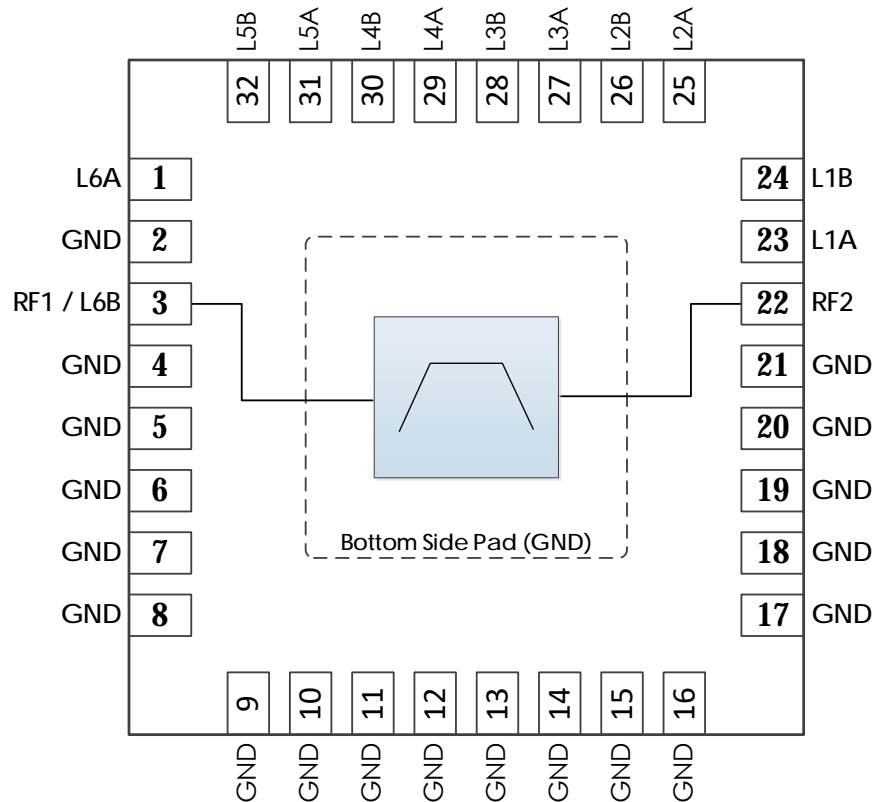 L5B L5A L4B L4A L3B L3A L2B L2A
32 31 30 29 28 27 26 25
L6A 1
GND 2
RF1 / L6B 3
GND 4
GND 5
GND 6
GND 7
GND 8
24 L1B
23 L1A
22 RF2
21 GND
20 GND
19 GND
18 GND
17 GND
Bottom Side Pad (GND)
9 10 11 12 13 14 15 16
GND GND GND GND GND GND GND GND